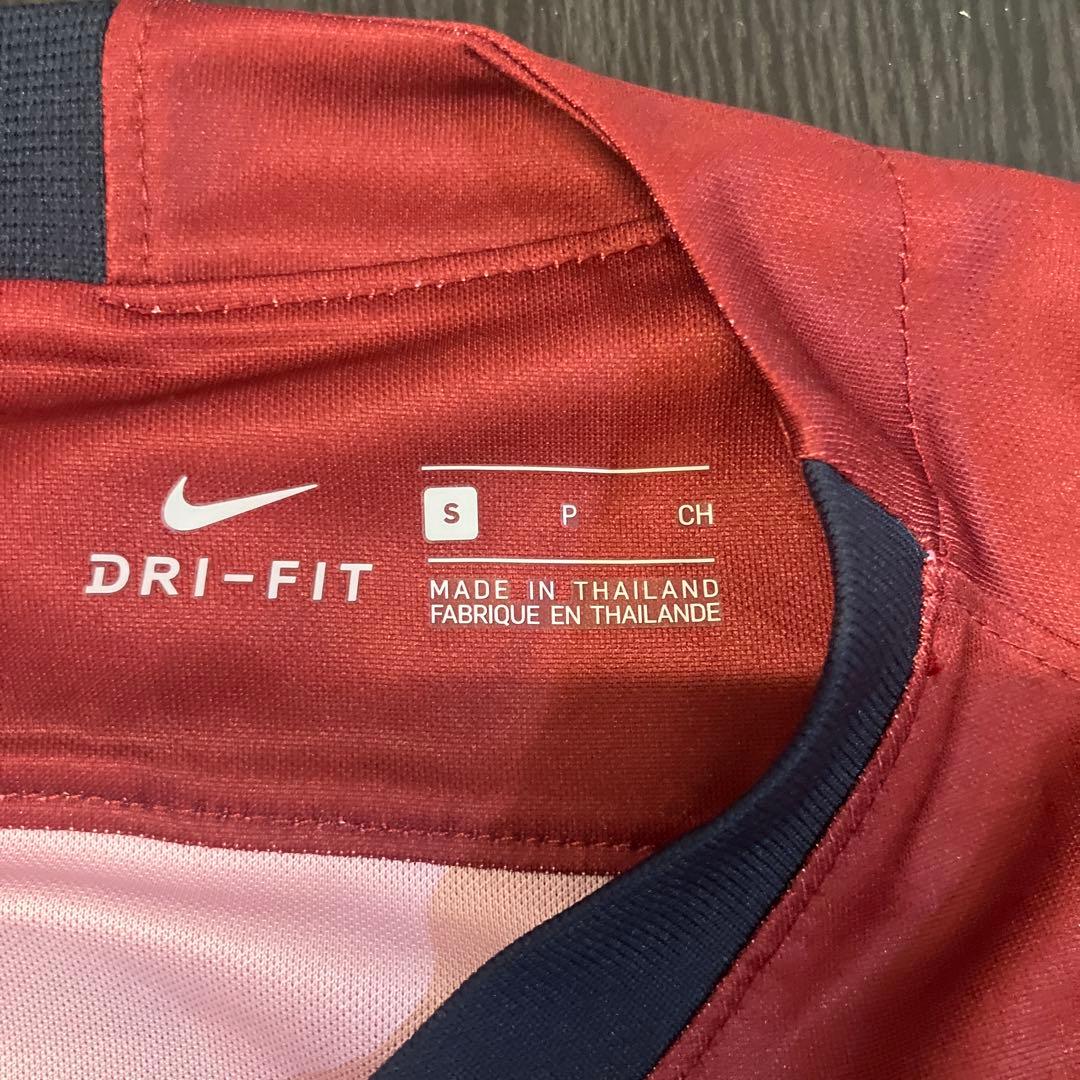 DRI-FIT
S P CH
MADE IN THAILAND
FABRIQUE EN THAILANDE